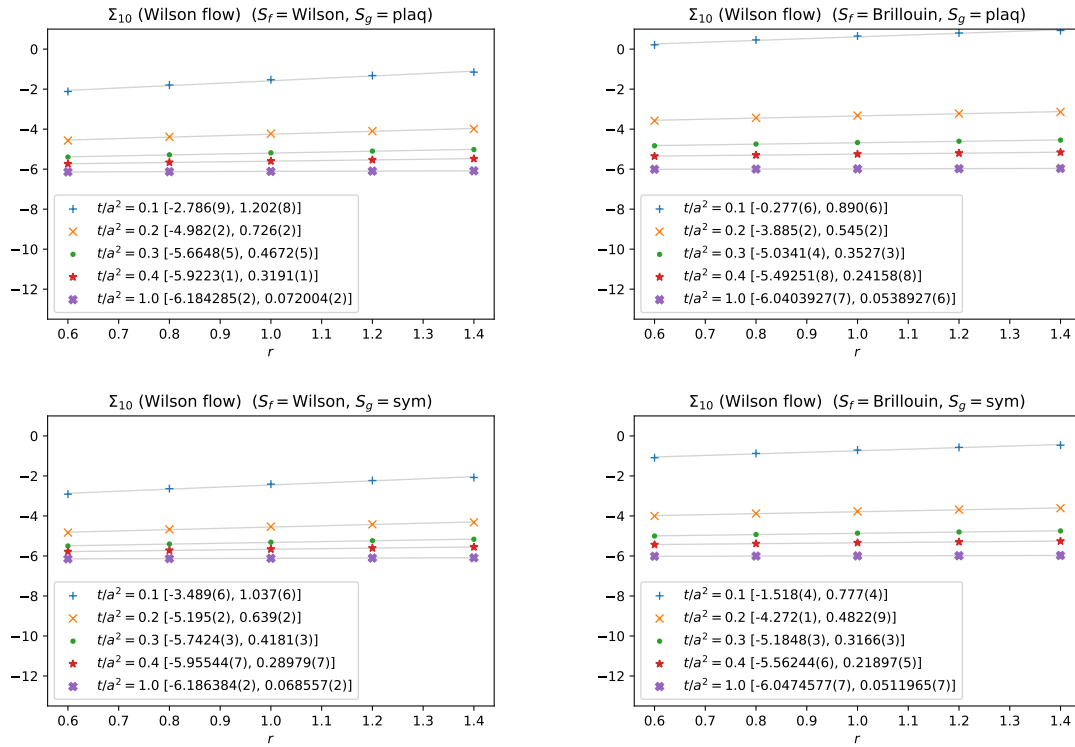 Σ₁₀ (Wilson flow) (S_f = Wilson, S_g = plaq)
0
−2
−4
−6
−8
−10
−12
t/a² = 0.1 [-2.786(9), 1.202(8)]
t/a² = 0.2 [-4.982(2), 0.726(2)]
t/a² = 0.3 [-5.6648(5), 0.4672(5)]
t/a² = 0.4 [-5.9223(1), 0.3191(1)]
t/a² = 1.0 [-6.184285(2), 0.072004(2)]
0.6 0.7 0.8 0.9 1.0 1.1 1.2 1.3 1.4
r
Σ₁₀ (Wilson flow) (S_f = Brillouin, S_g = plaq)
0
−2
−4
−6
−8
−10
−12
t/a² = 0.1 [-0.277(6), 0.890(6)]
t/a² = 0.2 [-3.885(2), 0.545(2)]
t/a² = 0.3 [-5.0341(4), 0.3527(3)]
t/a² = 0.4 [-5.49251(8), 0.24158(8)]
t/a² = 1.0 [-6.0403927(7), 0.0538927(6)]
0.6 0.7 0.8 0.9 1.0 1.1 1.2 1.3 1.4
r
Σ₁₀ (Wilson flow) (S_f = Wilson, S_g = sym)
0
−2
−4
−6
−8
−10
−12
t/a² = 0.1 [-3.489(6), 1.037(6)]
t/a² = 0.2 [-5.195(2), 0.639(2)]
t/a² = 0.3 [-5.7424(3), 0.4181(3)]
t/a² = 0.4 [-5.95544(7), 0.28979(7)]
t/a² = 1.0 [-6.186384(2), 0.068557(2)]
0.6 0.7 0.8 0.9 1.0 1.1 1.2 1.3 1.4
r
Σ₁₀ (Wilson flow) (S_f = Brillouin, S_g = sym)
0
−2
−4
−6
−8
−10
−12
t/a² = 0.1 [-1.518(4), 0.777(4)]
t/a² = 0.2 [-4.272(1), 0.4822(9)]
t/a² = 0.3 [-5.1848(3), 0.3166(3)]
t/a² = 0.4 [-5.56244(6), 0.21897(5)]
t/a² = 1.0 [-6.0474577(7), 0.0511965(7)]
0.6 0.7 0.8 0.9 1.0 1.1 1.2 1.3 1.4
r